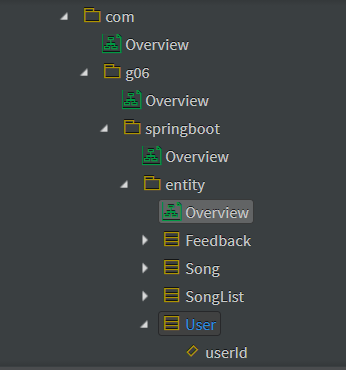 com
Overview
g06
Overview
springboot
Overview
entity
Overview
Feedback
Song
SongList
User
userId